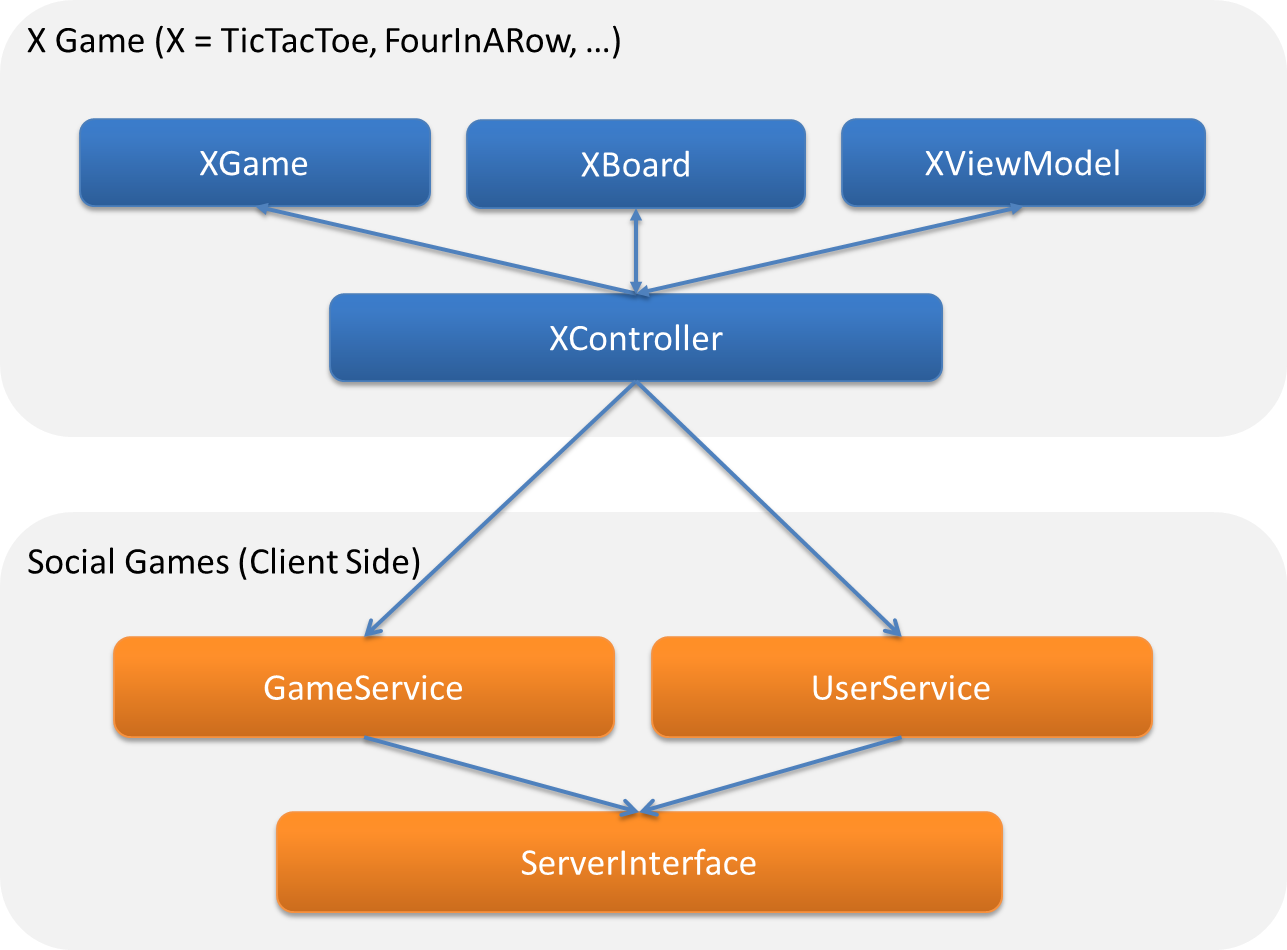 X Game (X = TicTacToe, FourInARow, ...)
XGame
XBoard
XViewModel
XController
Social Games (Client Side)
GameService
UserService
ServerInterface